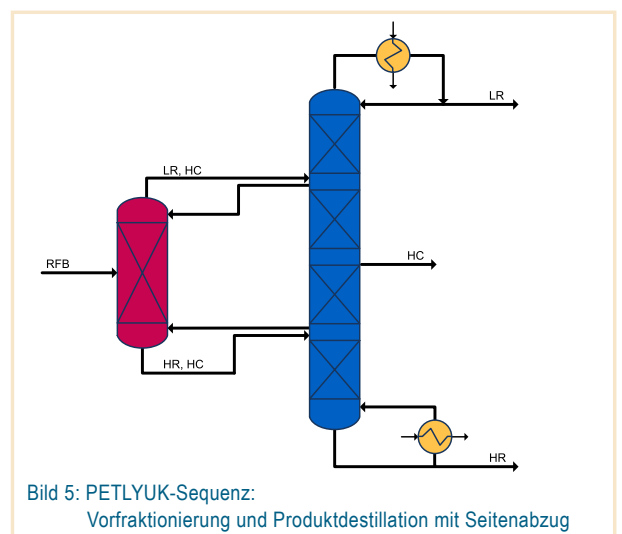 LR
LR, HC
HC
RFB
HR, HC
HR
Bild 5: PETLYUK-Sequenz:
Vorfraktionierung und Produktdestillation mit Seitenabzug